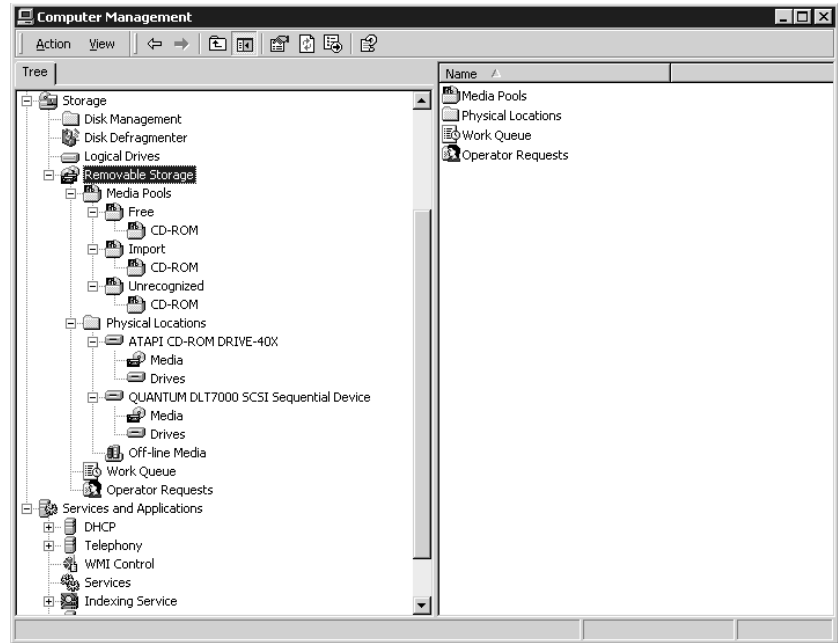 Computer Management
Action View
Tree
Storage
Disk Management
Disk Defragmenter
Logical Drives
Removable Storage
Media Pools
Free
CD-ROM
Import
CD-ROM
Unrecognized
CD-ROM
Physical Locations
ATAPI CD-ROM DRIVE-40X
Media
Drives
QUANTUM DLT7000 SCSI Sequential Device
Media
Drives
Off-line Media
Work Queue
Operator Requests
Services and Applications
DHCP
Telephony
WMI Control
Services
Indexing Service
Name
Media Pools
Physical Locations
Work Queue
Operator Requests